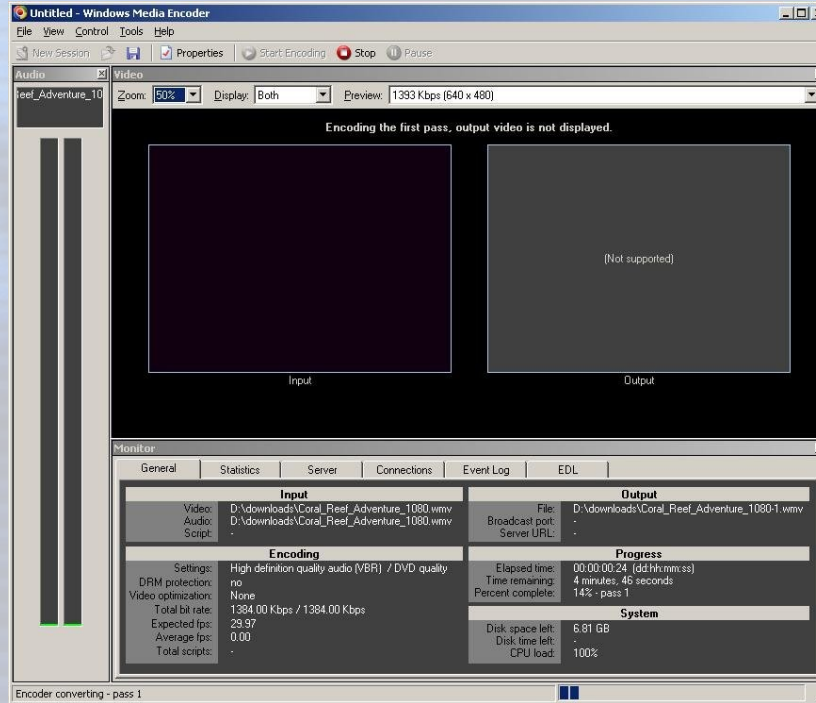 Untitled - Windows Media Encoder
File View Control Tools Help
New Session Properties Start Encoding Stop Pause
Audio
Video
Reef_Adventure_10
Zoom: 50% Display: Both Preview: 1393 Kbps (640 x 480)
Encoding the first pass, output video is not displayed.
(Not supported)
Input
Output
Monitor
General Statistics Server Connections Event Log EDL
Input
Video: D:\downloads\Coral_Reef_Adventure_1080.wmv
Audio: D:\downloads\Coral_Reef_Adventure_1080.wmv
Script: -
Encoding
Settings: High definition quality audio (VBR) / DVD quality
DRM protection: no
Video optimization: None
Total bit rate: 1384.00 Kbps / 1384.00 Kbps
Expected fps: 29.97
Average fps: 0.00
Total scripts: -
Output
File: D:\downloads\Coral_Reef_Adventure_1080-1.wmv
Broadcast port: -
Server URL: -
Progress
Elapsed time: 00:00:00:24 (dd:hh:mm:ss)
Time remaining: 4 minutes, 46 seconds
Percent complete: 14% - pass 1
System
Disk space left: 6.81 GB
Disk time left: -
CPU load: 100%
Encoder converting - pass 1